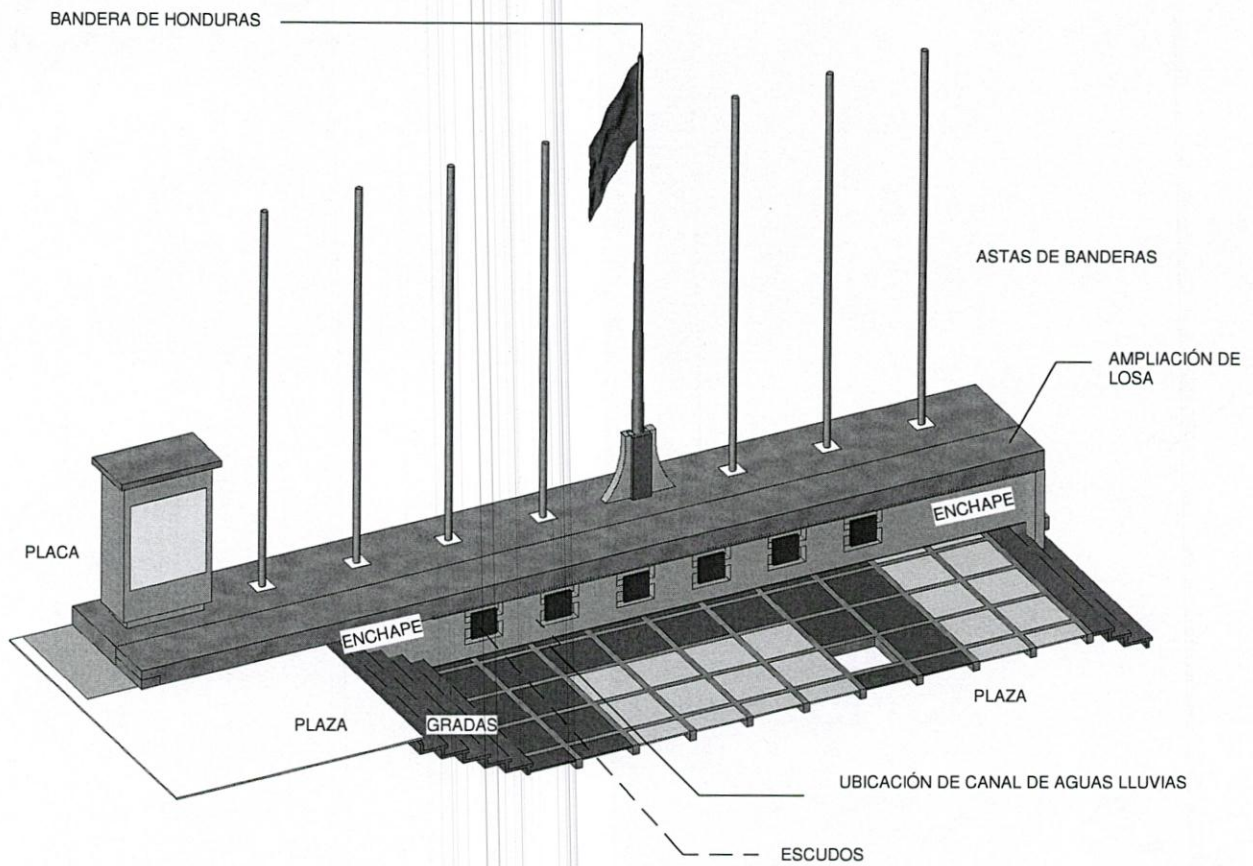 BANDERA DE HONDURAS
ASTAS DE BANDERAS
AMPLIACIÓN DE
LOSA
ENCHAPE
PLACA
ENCHAPE
PLAZA
GRADAS
PLAZA
UBICACIÓN DE CANAL DE AGUAS LLUVIAS
ESCUDOS